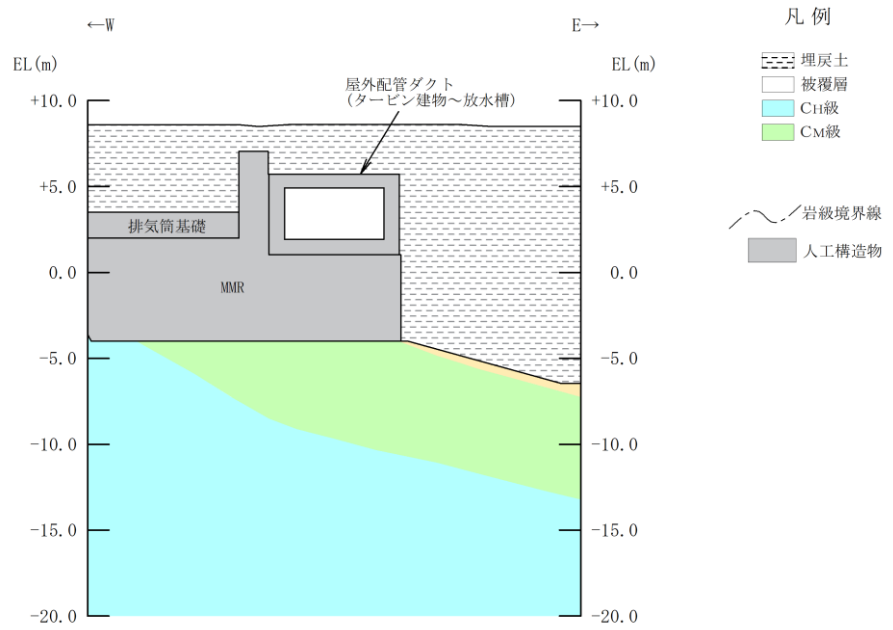 ←W
E→
凡 例
EL(m)
EL(m)
埋戻土
被覆層
CH級
CM級
岩級境界線
人工構造物
屋外配管ダクト
(タービン建物～放水槽)
+10.0
+10.0
+5.0
+5.0
排気筒基礎
0.0
0.0
MMR
-5.0
-5.0
-10.0
-10.0
-15.0
-15.0
-20.0
-20.0